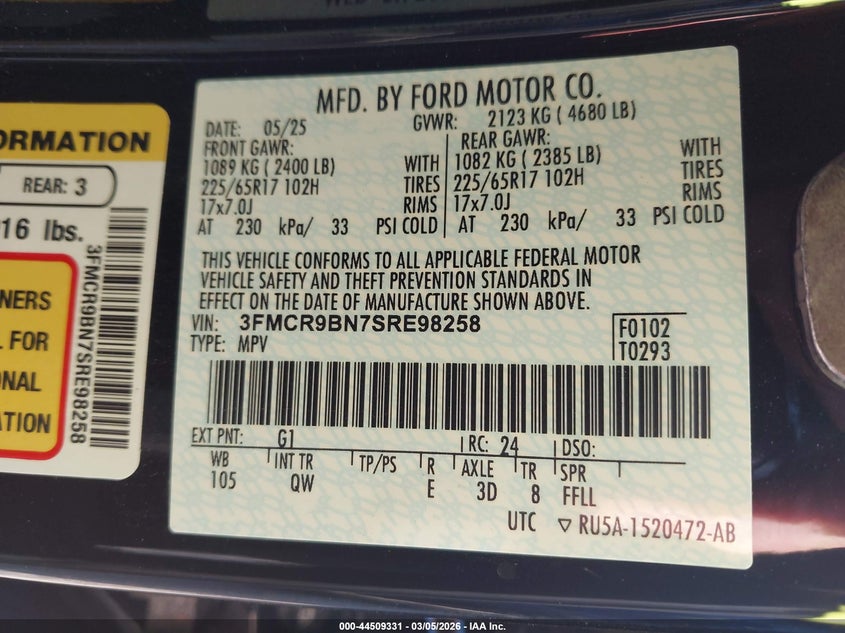 ORMATION
REAR: 3
16 lbs.
3FMCR9BN7SRE98258
NERS
L FOR
ONAL
ATION
MFD. BY FORD MOTOR CO.
DATE: 05/25 GVWR: 2123 KG ( 4680 LB)
FRONT GAWR: REAR GAWR:
1089 KG (2400 LB) WITH 1082 KG ( 2385 LB) WITH
225/65R17 102H TIRES 225/65R17 102H TIRES
17x7.0J RIMS 17x7.0J RIMS
AT 230 kPa/ 33 PSI COLD AT 230 kPa/ 33 PSI COLD
THIS VEHICLE CONFORMS TO ALL APPLICABLE FEDERAL MOTOR
VEHICLE SAFETY AND THEFT PREVENTION STANDARDS IN
EFFECT ON THE DATE OF MANUFACTURE SHOWN ABOVE.
VIN: 3FMCR9BN7SRE98258 F0102
TYPE: MPV T0293
EXT PNT: G1 RC: 24 DSO:
WB INT TR TP/PS R AXLE TR SPR
105 QW E 3D 8 FFLL
UTC ▽ RU5A-1520472-AB
000-44509331 - 03/05/2026 - IAA Inc.